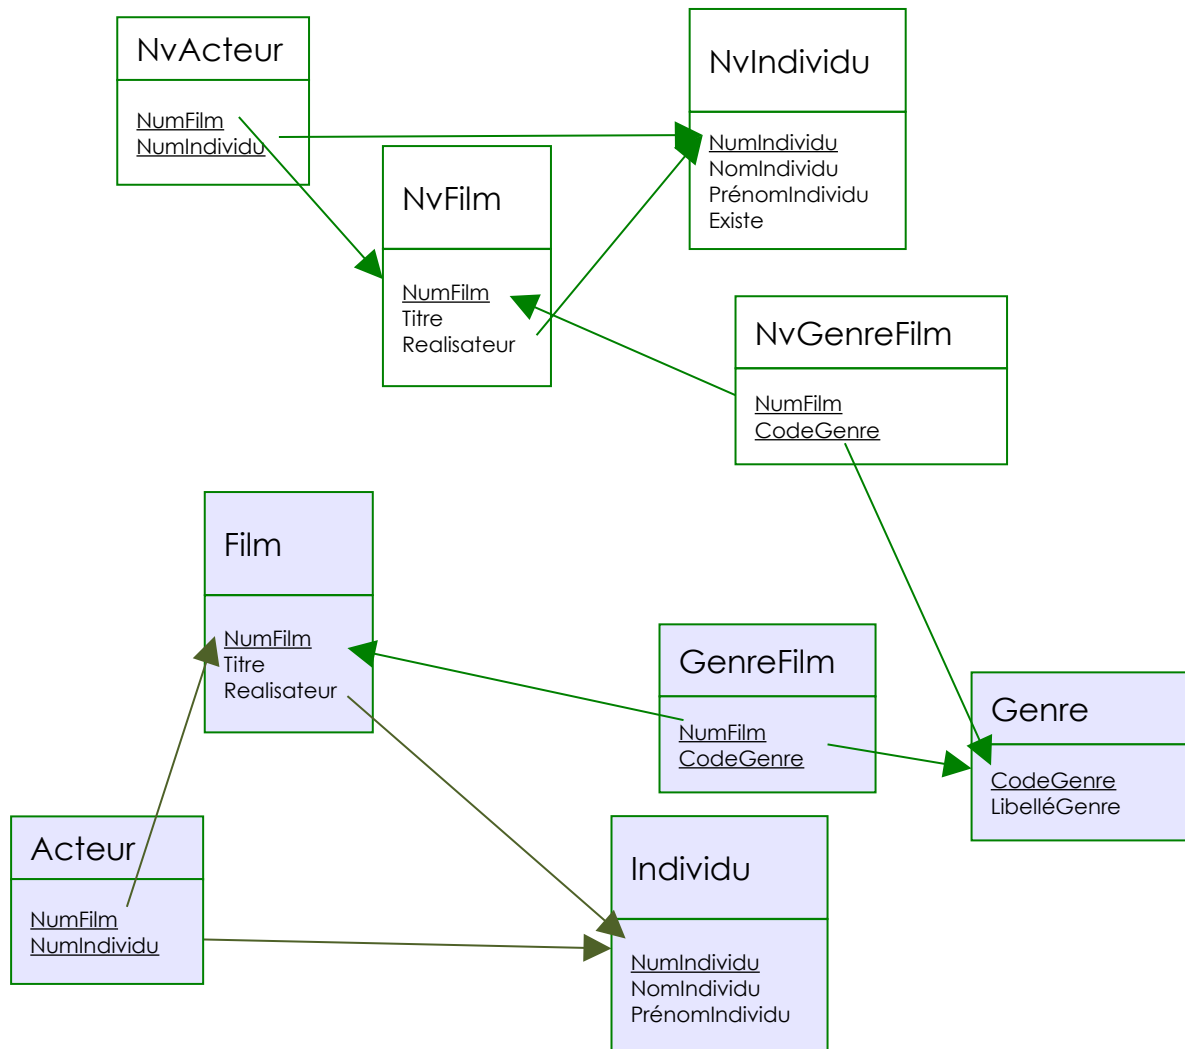 NvActeur
NumFilm
NumIndividu
NvIndividu
NumIndividu
NomIndividu
PrénomIndividu
Existe
NvFilm
NumFilm
Titre
Realisateur
NvGenreFilm
NumFilm
CodeGenre
Film
NumFilm
Titre
Realisateur
GenreFilm
NumFilm
CodeGenre
Genre
CodeGenre
LibelléGenre
Acteur
NumFilm
NumIndividu
Individu
NumIndividu
NomIndividu
PrénomIndividu